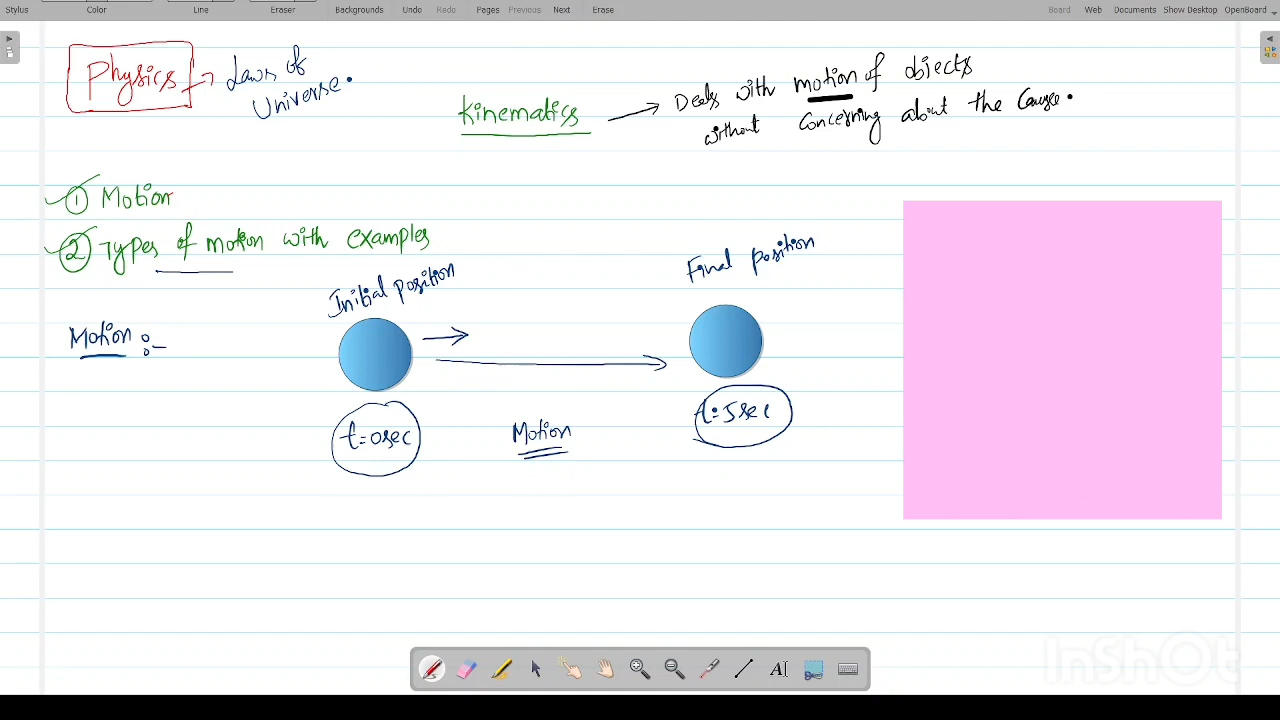 Stylus Color Line Eraser Backgrounds Undo Redo Pages Previous Next Erase Board Web Documents Show Desktop OpenBoard
Physics → Laws of
Universe.
Kinematics → Deals with motion of objects
without concerning about the Cause.
① Motion
② Types of motion with examples
Initial position
Final position
Motion :-
t=0sec
Motion
t=5sec
InShOt